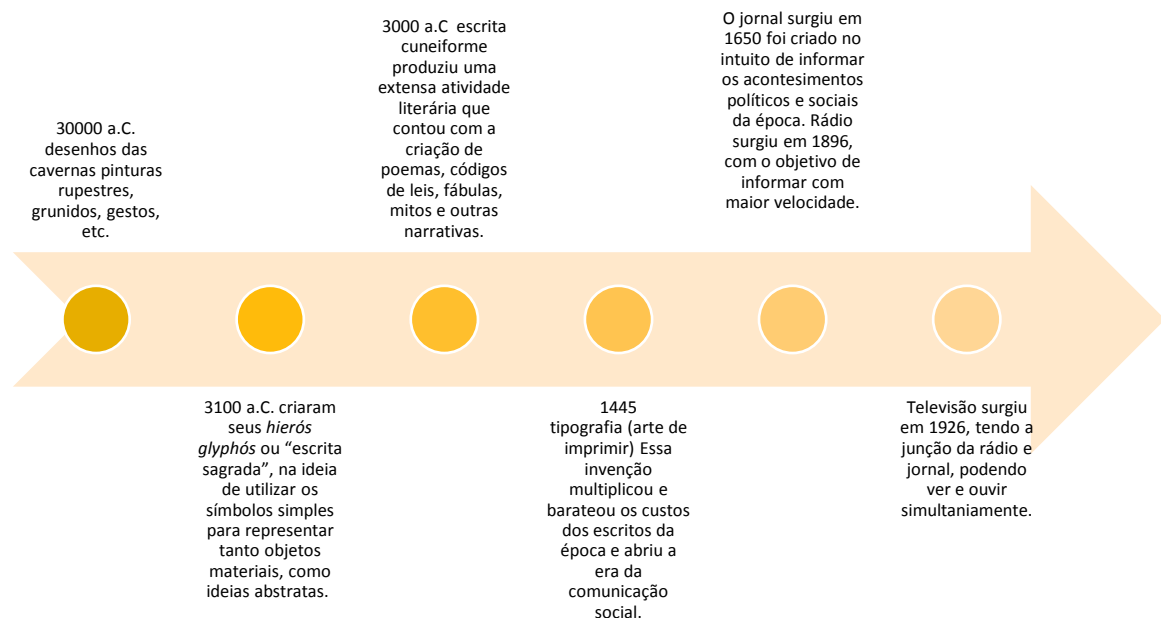 30000 a.C.
desenhos das
cavernas pinturas
rupestres,
grunidos, gestos,
etc.
3100 a.C. criaram
seus hierós
glyphós ou “escrita
sagrada”, na ideia
de utilizar os
símbolos simples
para representar
tanto objetos
materiais, como
ideias abstratas.
3000 a.C escrita
cuneiforme
produziu uma
extensa atividade
literária que
contou com a
criação de
poemas, códigos
de leis, fábulas,
mitos e outras
narrativas.
1445
tipografia (arte de
imprimir) Essa
invenção
multiplicou e
barateou os custos
dos escritos da
época e abriu a
era da
comunicação
social.
O jornal surgiu em
1650 foi criado no
intuito de informar
os acontesimentos
políticos e sociais
da época. Rádio
surgiu em 1896,
com o objetivo de
informar com
maior velocidade.
Televisão surgiu
em 1926, tendo a
junção da rádio e
jornal, podendo
ver e ouvir
simultaniamente.